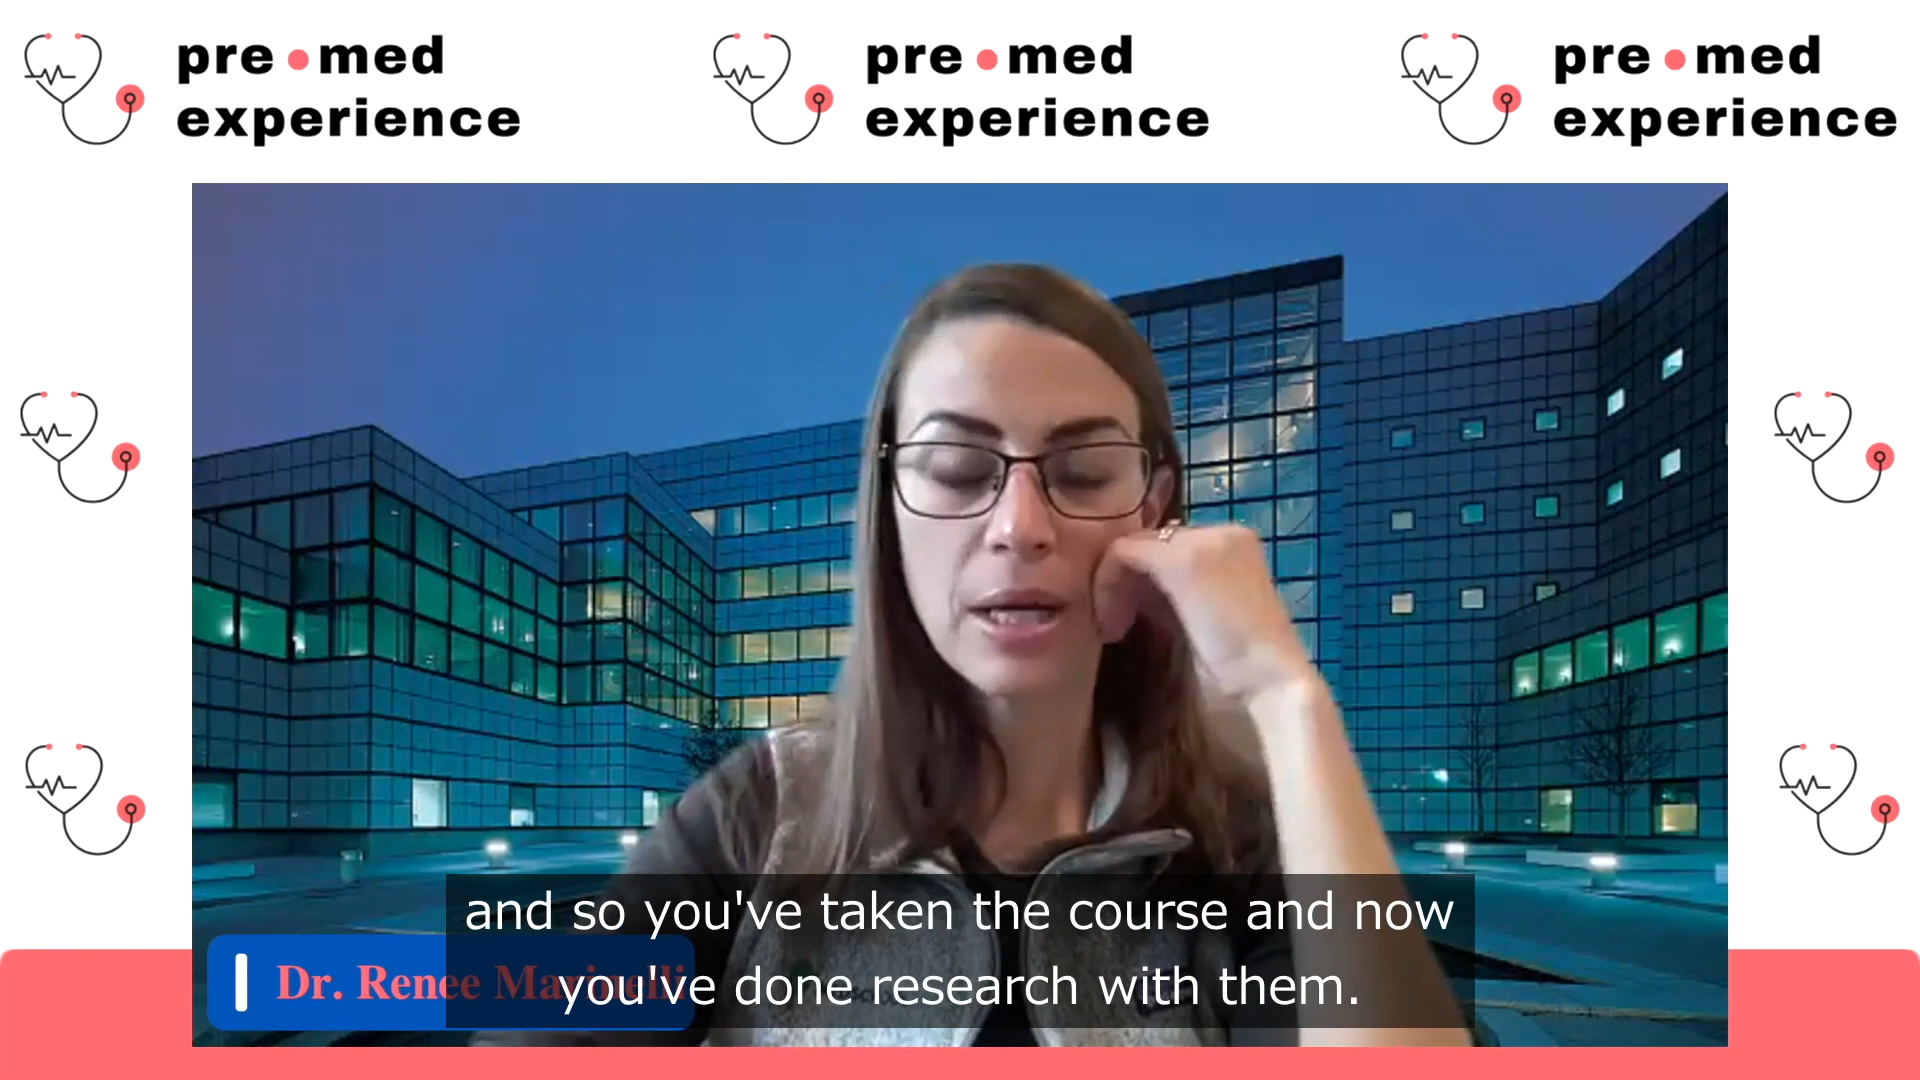 pre med
experience
pre med
experience
pre med
experience
and so you've taken the course and now
you've done research with them.
Dr. Renee Marinelli